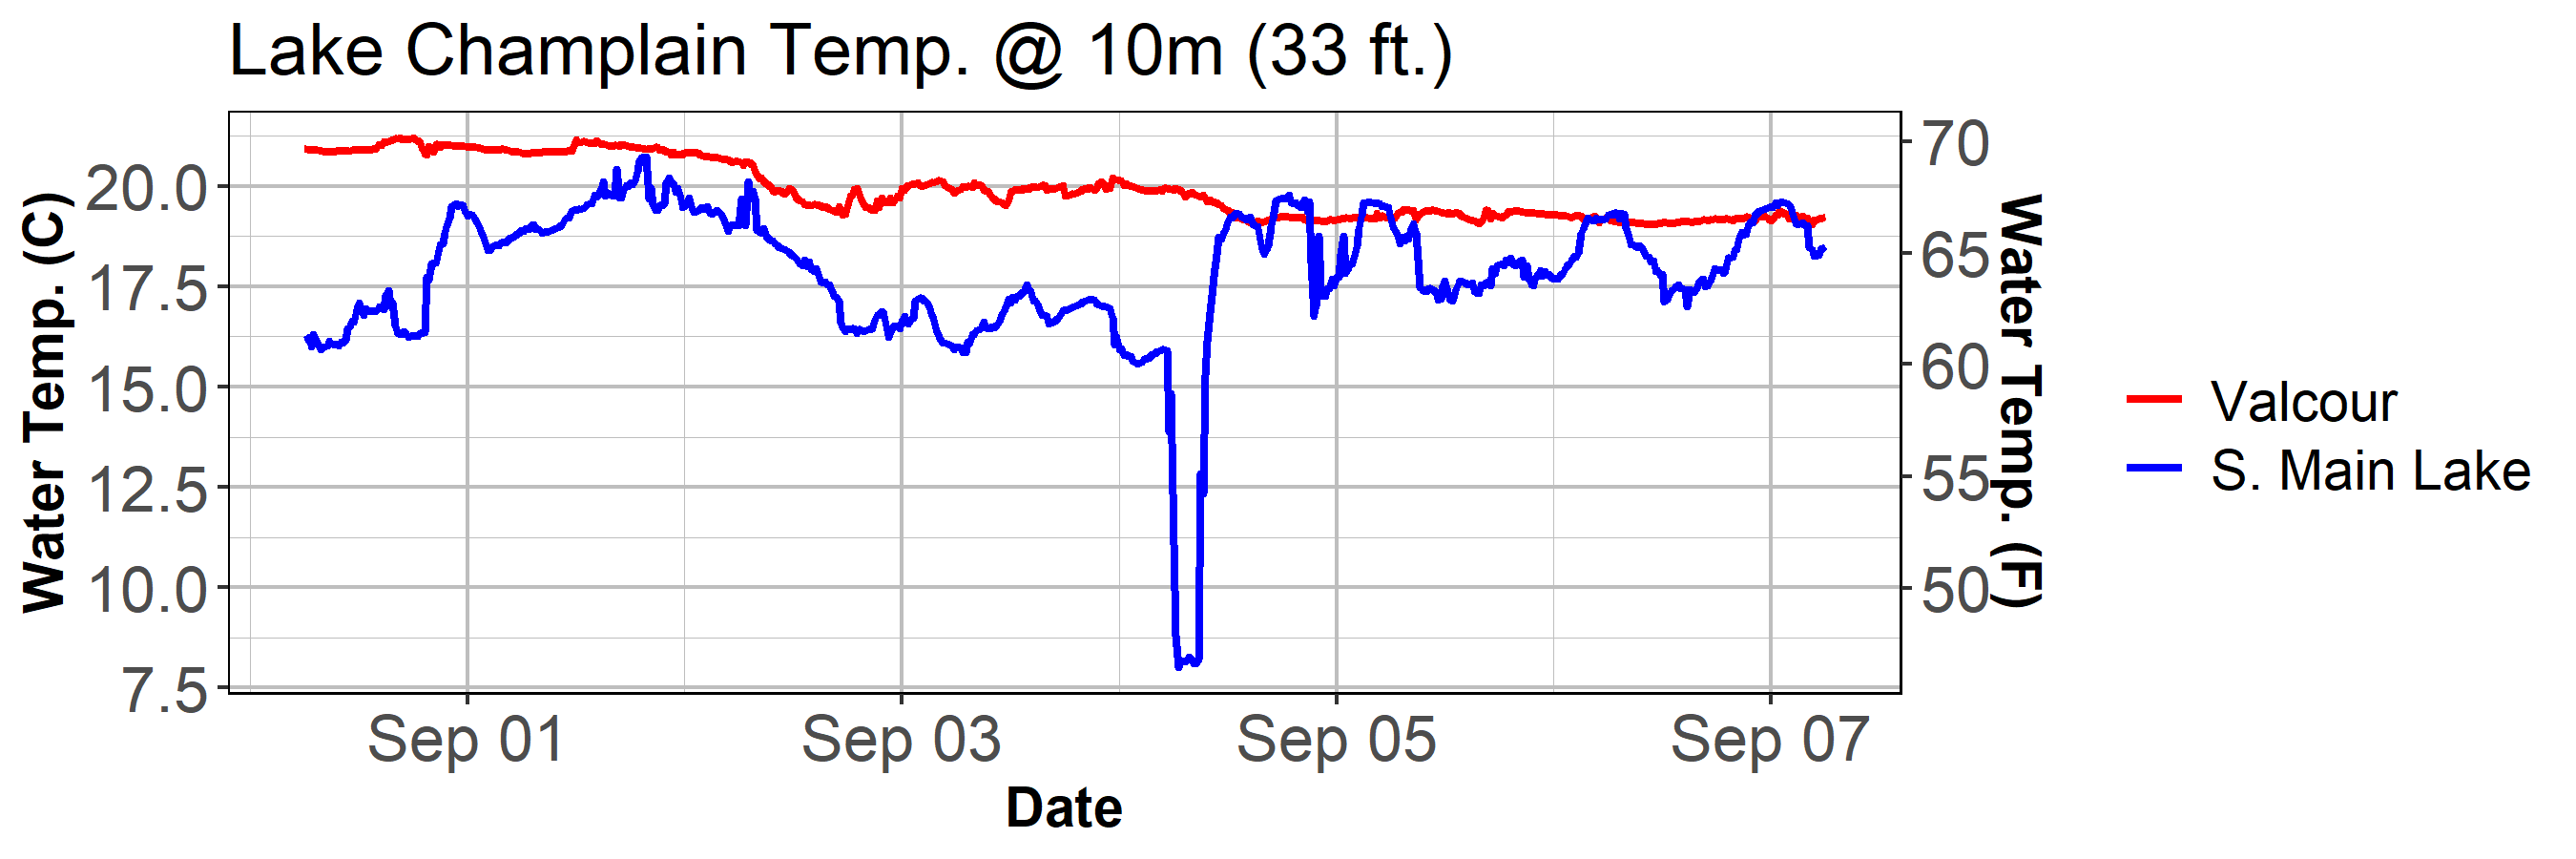 Lake Champlain Temp. @ 10m (33 ft.)
Water Temp. (C)
20.0
17.5
15.0
12.5
10.0
7.5
70
65
60
55
50
Water Temp. (F)
Sep 01
Sep 03
Sep 05
Sep 07
Date
Valcour
S. Main Lake